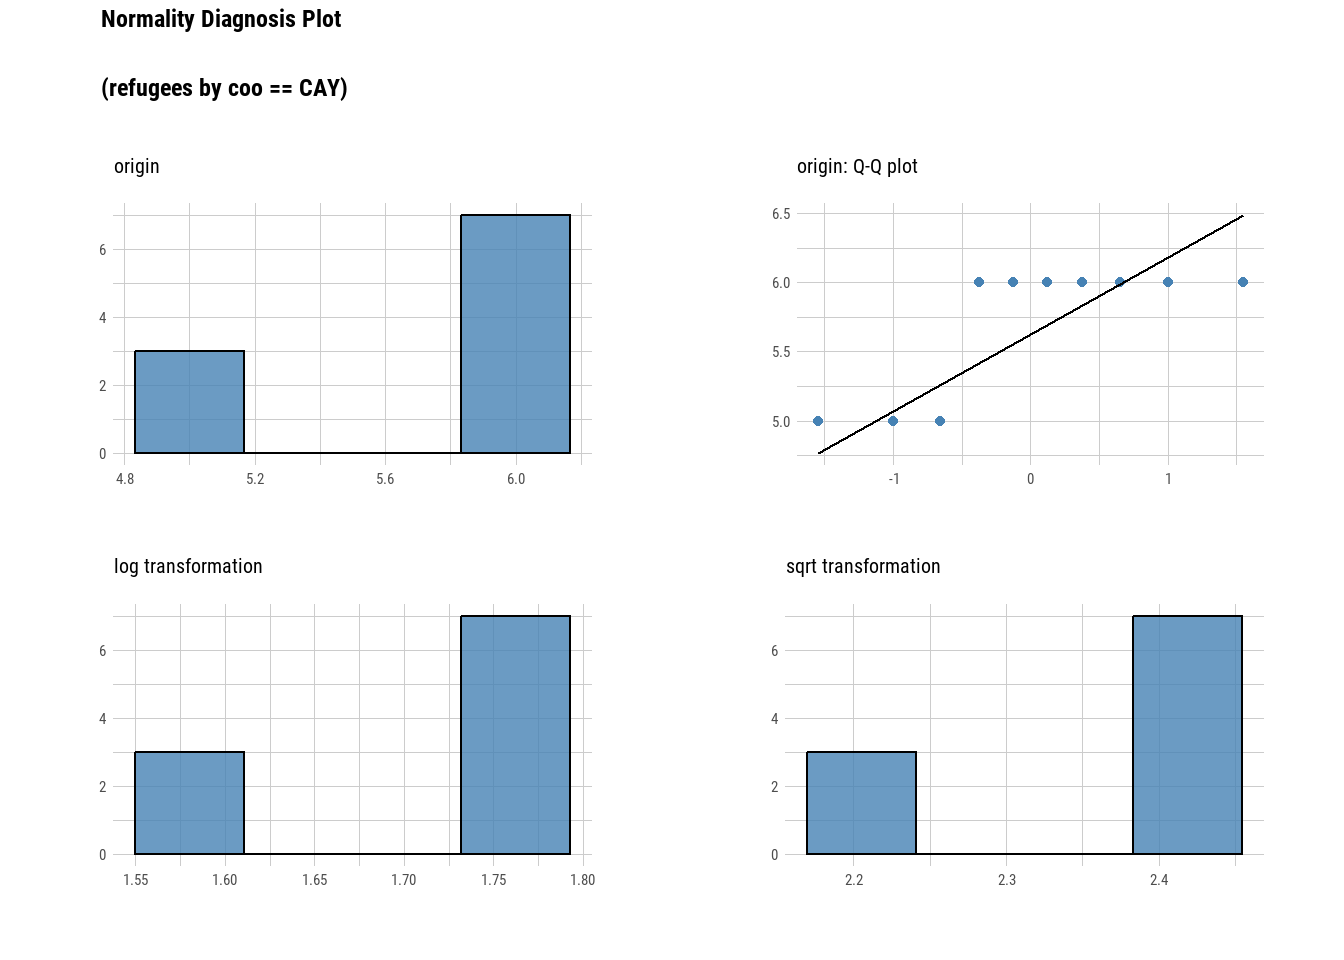 Normality Diagnosis Plot
(refugees by coo == CAY)
origin
6
4
2
0
4.8 5.2 5.6 6.0
origin: Q-Q plot
6.5
6.0
5.5
5.0
-1 0 1
log transformation
6
4
2
0
1.55 1.60 1.65 1.70 1.75 1.80
sqrt transformation
6
4
2
0
2.2 2.3 2.4